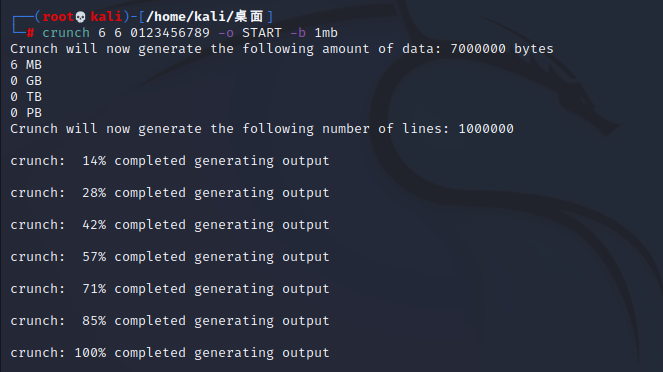 ┌──(root💀kali)-[/home/kali/桌面]
└─# crunch 6 6 0123456789 -o START -b 1mb
Crunch will now generate the following amount of data: 7000000 bytes
6 MB
0 GB
0 TB
0 PB
Crunch will now generate the following number of lines: 1000000
crunch:  14% completed generating output
crunch:  28% completed generating output
crunch:  42% completed generating output
crunch:  57% completed generating output
crunch:  71% completed generating output
crunch:  85% completed generating output
crunch: 100% completed generating output